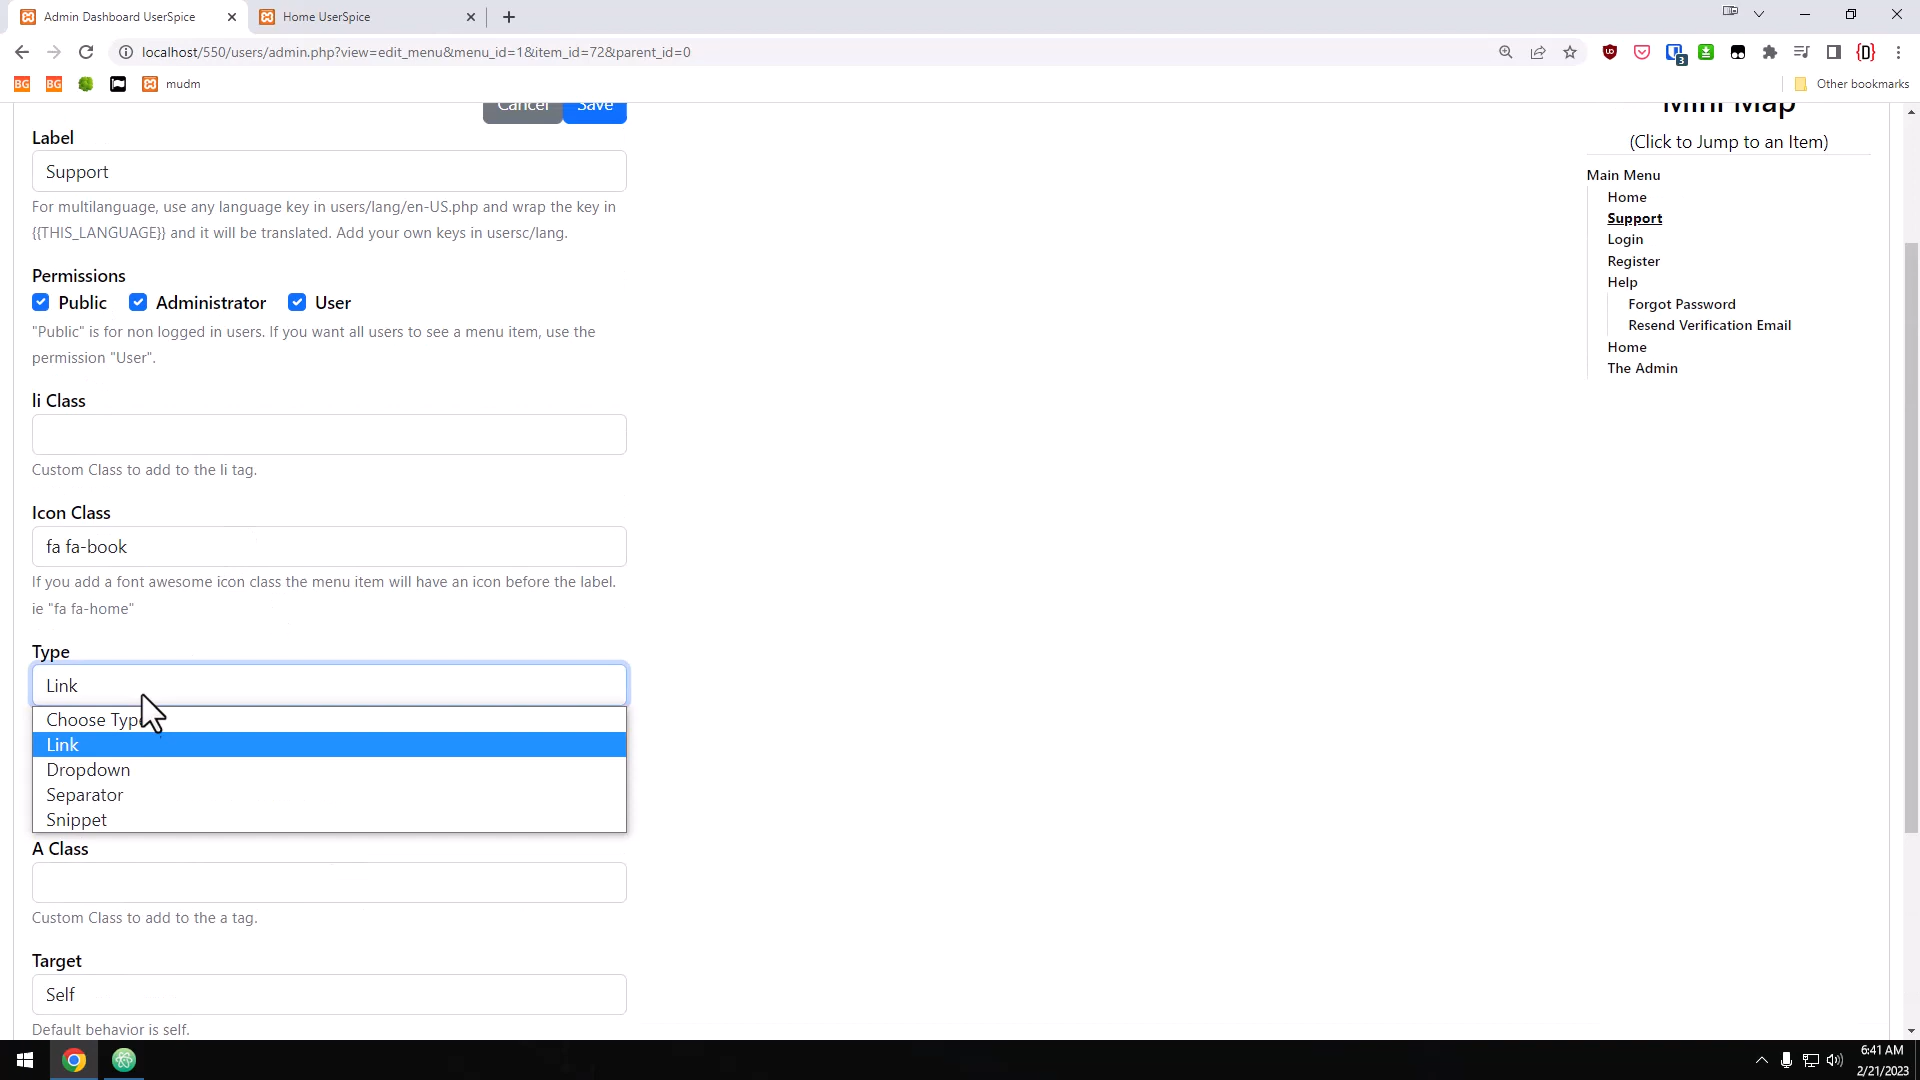 Admin Dashboard UserSpice
Home UserSpice
localhost/550/users/admin.php?view=edit_menu&menu_id=1&item_id=72&parent_id=0
3
{D}
BG
BG
mudm
Other bookmarks
Cancel
Save
Mini Map
(Click to Jump to an Item)
Main Menu
Home
Support
Login
Register
Help
Forgot Password
Resend Verification Email
Home
The Admin
Label
Support
For multilanguage, use any language key in users/lang/en-US.php and wrap the key in
{{THIS_LANGUAGE}} and it will be translated. Add your own keys in usersc/lang.
Permissions
Public
Administrator
User
"Public" is for non logged in users. If you want all users to see a menu item, use the
permission "User".
li Class
Custom Class to add to the li tag.
Icon Class
fa fa-book
If you add a font awesome icon class the menu item will have an icon before the label.
ie "fa fa-home"
Type
Link
Choose Type
Link
Dropdown
Separator
Snippet
A Class
Custom Class to add to the a tag.
Target
Self
Default behavior is self.
6:41 AM
2/21/2023